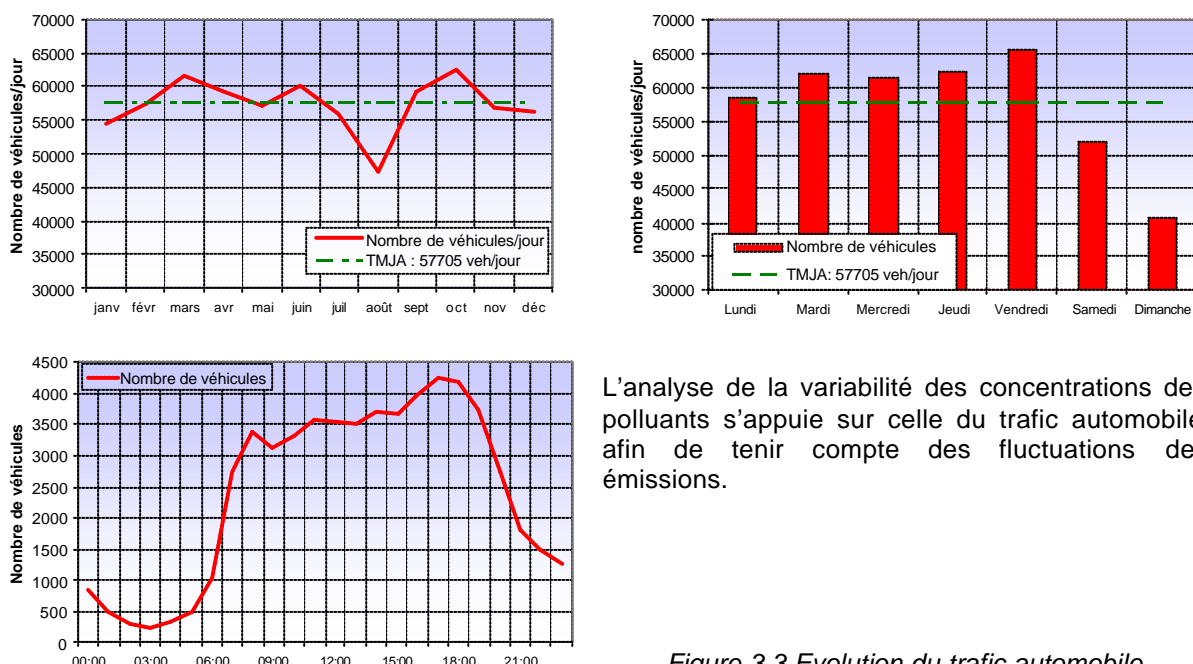 70000
65000
60000
55000
50000
45000
40000
35000
30000
Nombre de véhicules/jour
Nombre de véhicules/jour
TMJA : 57705 veh/jour
janv févr mars avr mai juin juil août sept oct nov déc
70000
65000
60000
55000
50000
45000
40000
35000
30000
nombre de véhicules/jour
Nombre de véhicules
TMJA: 57705 veh/jour
Lundi Mardi Mercredi Jeudi Vendredi Samedi Dimanche
4500
4000
3500
3000
2500
2000
1500
1000
500
0
Nombre de véhicules
Nombre de véhicules
00:00 03:00 06:00 09:00 12:00 15:00 18:00 21:00
L'analyse de la variabilité des concentrations de
polluants s'appuie sur celle du trafic automobile
afin de tenir compte des fluctuations de
émissions.
Figure 3.3 Evolution du trafic automobile